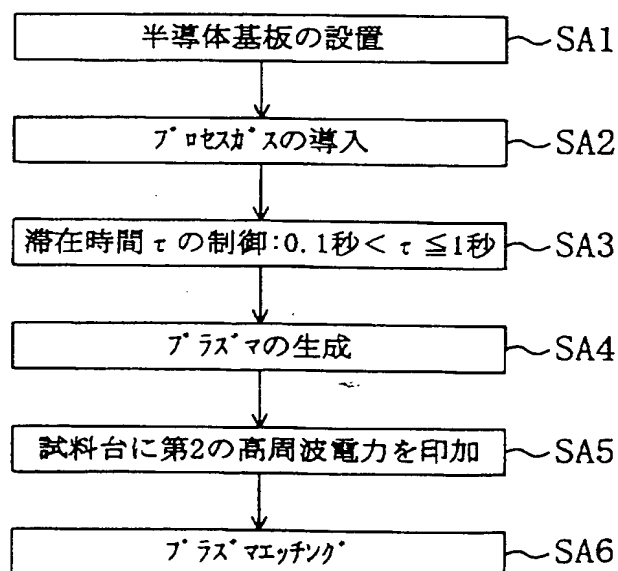 半導体基板の設置 SA1
プロセスガスの導入 SA2
滞在時間τの制御:0.1秒<τ≦1秒 SA3
プラズマの生成 SA4
試料台に第2の高周波電力を印加 SA5
プラズマエッチング SA6